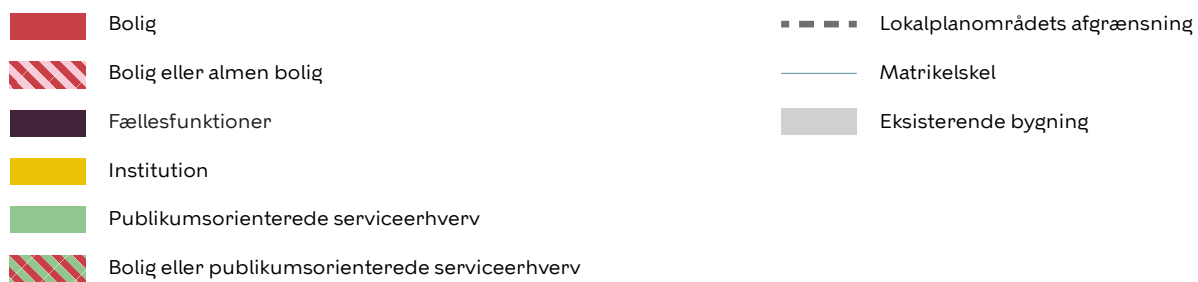 Bolig
Bolig eller almen bolig
Fællesfunktioner
Institution
Publikumsorienterede serviceerhverv
Bolig eller publikumsorienterede serviceerhverv
Lokalplanområdets afgrænsning
Matrikelskel
Eksisterende bygning